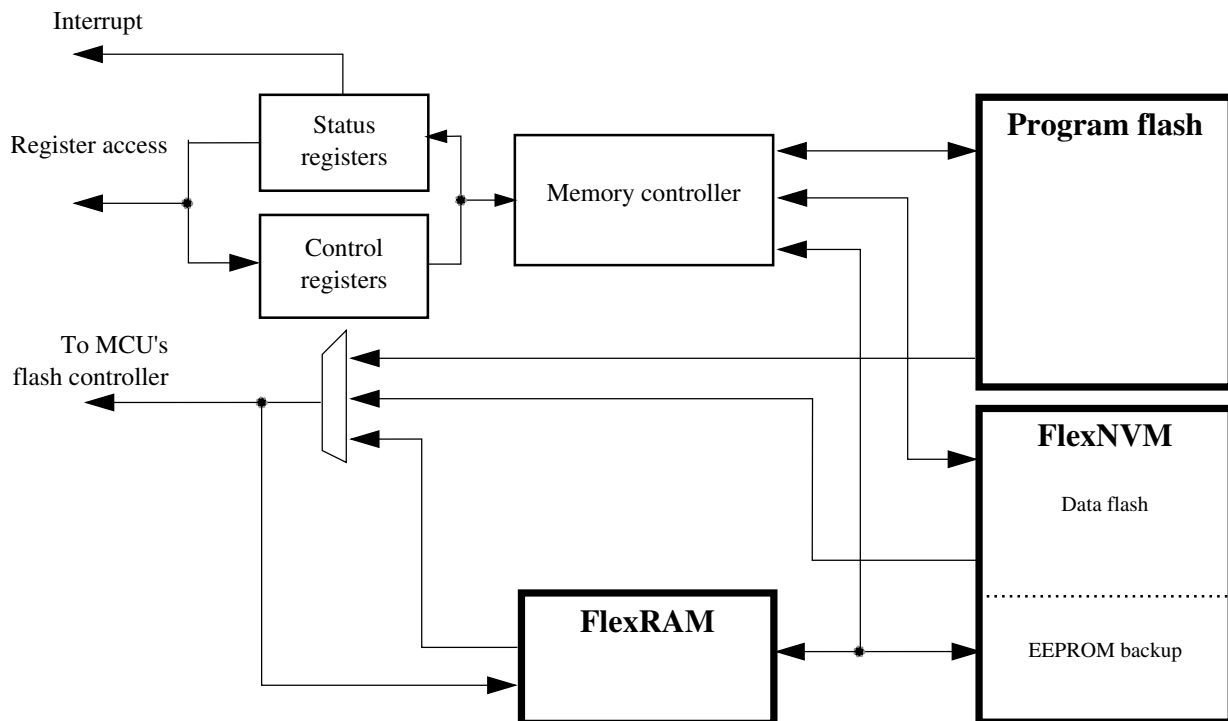 Interrupt
Status
registers
Register access
Control
registers
Memory controller
Program flash
To MCU's
flash controller
FlexNVM
Data flash
FlexRAM
EEPROM backup